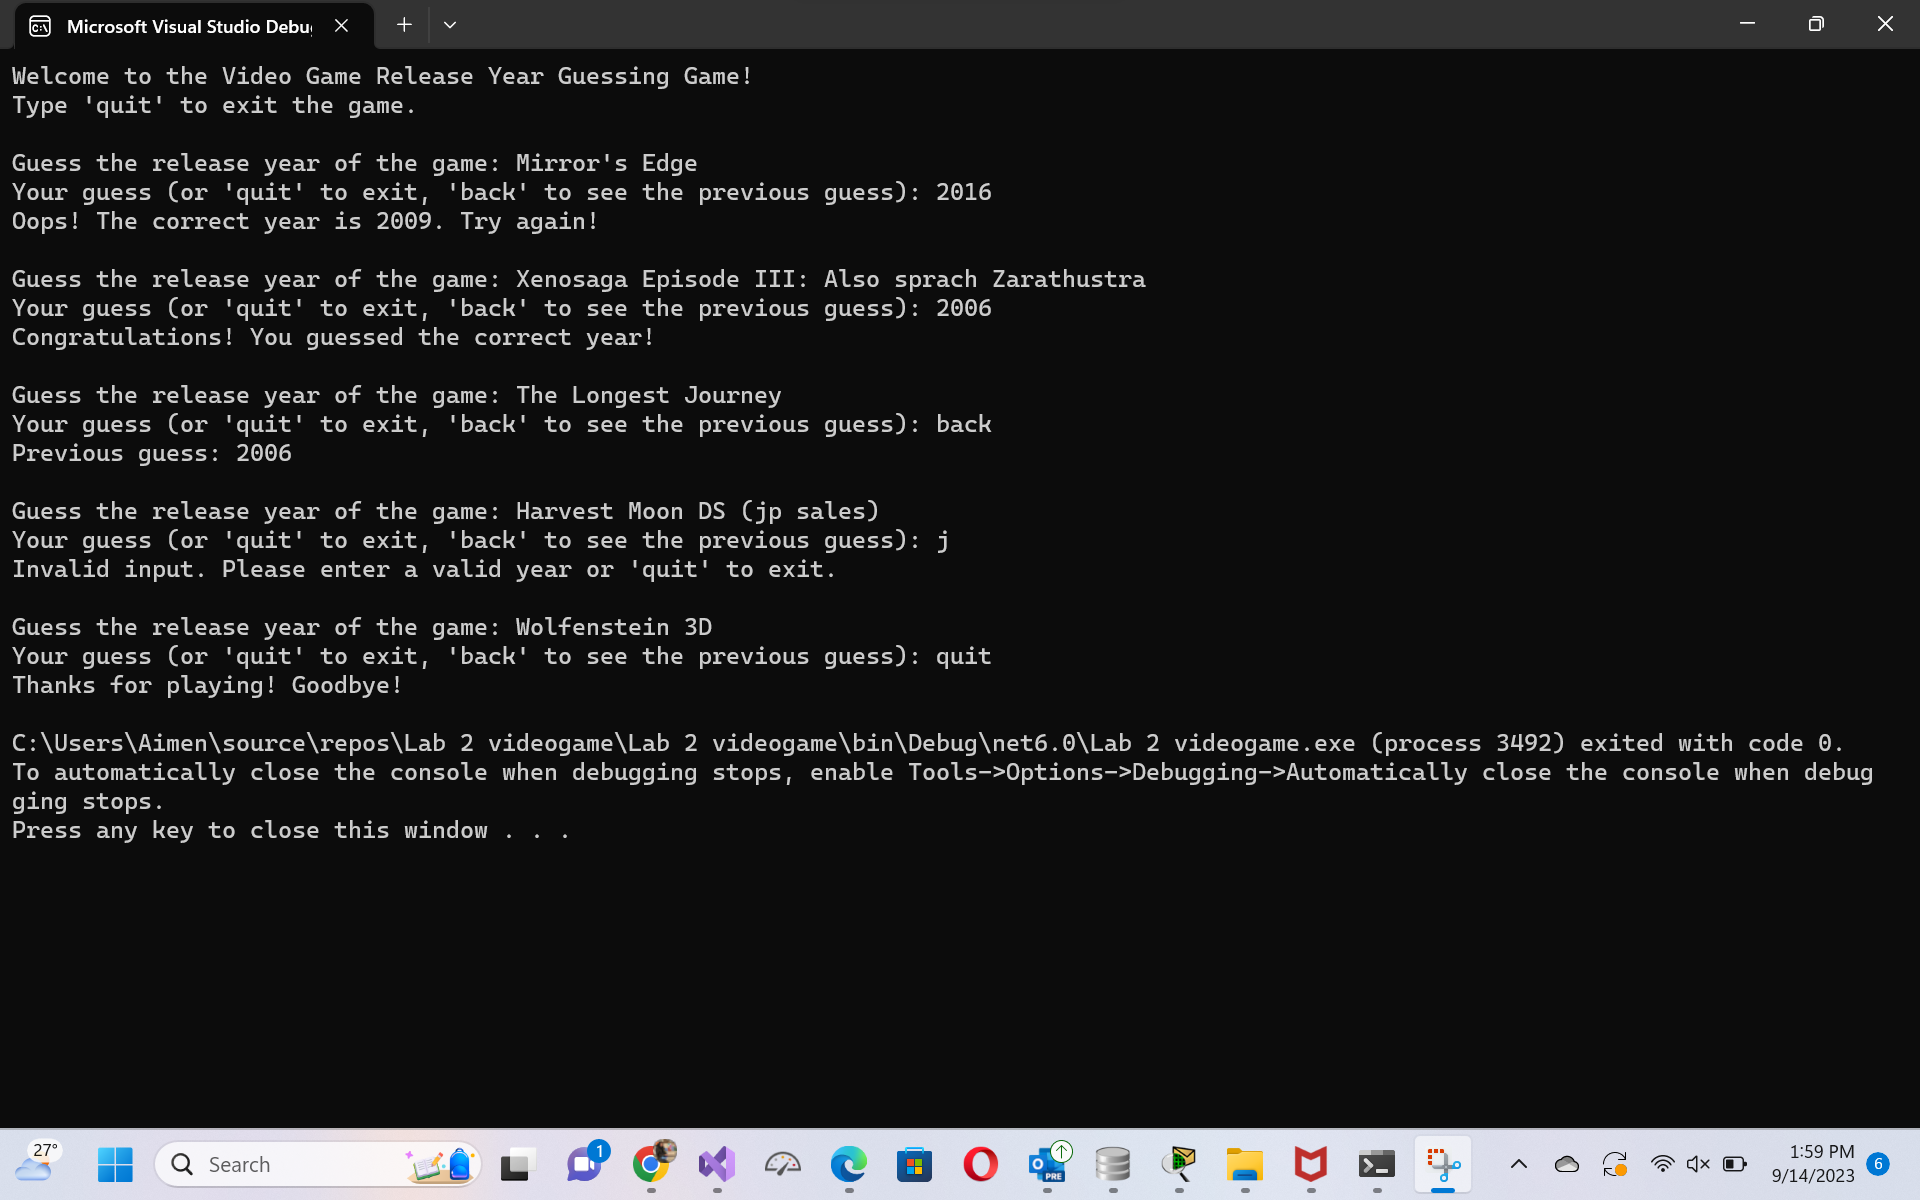 Microsoft Visual Studio Debug
Welcome to the Video Game Release Year Guessing Game!
Type 'quit' to exit the game.
Guess the release year of the game: Mirror's Edge
Your guess (or 'quit' to exit, 'back' to see the previous guess): 2016
Oops! The correct year is 2009. Try again!
Guess the release year of the game: Xenosaga Episode III: Also sprach Zarathustra
Your guess (or 'quit' to exit, 'back' to see the previous guess): 2006
Congratulations! You guessed the correct year!
Guess the release year of the game: The Longest Journey
Your guess (or 'quit' to exit, 'back' to see the previous guess): back
Previous guess: 2006
Guess the release year of the game: Harvest Moon DS (jp sales)
Your guess (or 'quit' to exit, 'back' to see the previous guess): j
Invalid input. Please enter a valid year or 'quit' to exit.
Guess the release year of the game: Wolfenstein 3D
Your guess (or 'quit' to exit, 'back' to see the previous guess): quit
Thanks for playing! Goodbye!
C:\Users\Aimen\source\repos\Lab 2 videogame\Lab 2 videogame\bin\Debug\net6.0\Lab 2 videogame.exe (process 3492) exited with code 0.
To automatically close the console when debugging stops, enable Tools->Options->Debugging->Automatically close the console when debug
ging stops.
Press any key to close this window . . .
27°
Search
1
PRE
1:59 PM
9/14/2023
6